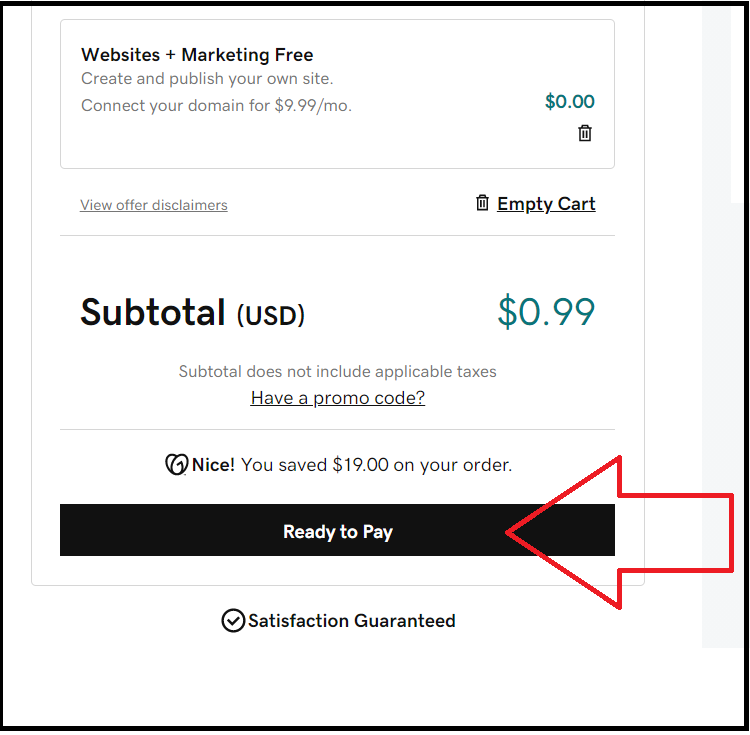 Websites + Marketing Free
Create and publish your own site.
Connect your domain for $9.99/mo.
$0.00
View offer disclaimers
Empty Cart
Subtotal (USD)
$0.99
Subtotal does not include applicable taxes
Have a promo code?
Nice! You saved $19.00 on your order.
Ready to Pay
Satisfaction Guaranteed